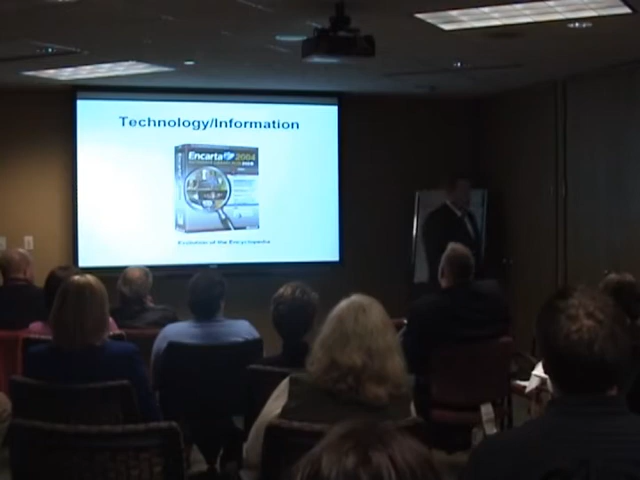 Technology/Information
Encarta 2004
Evolution of the Encyclopedia